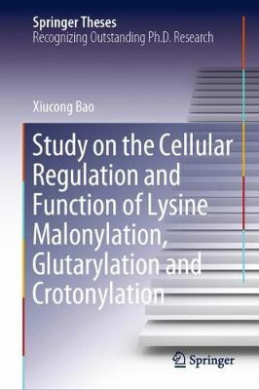 Springer Theses
Recognizing Outstanding Ph.D. Research
Xiucong Bao
Study on the Cellular
Regulation and
Function of Lysine
Malonylation,
Glutarylation and
Crotonylation
Springer